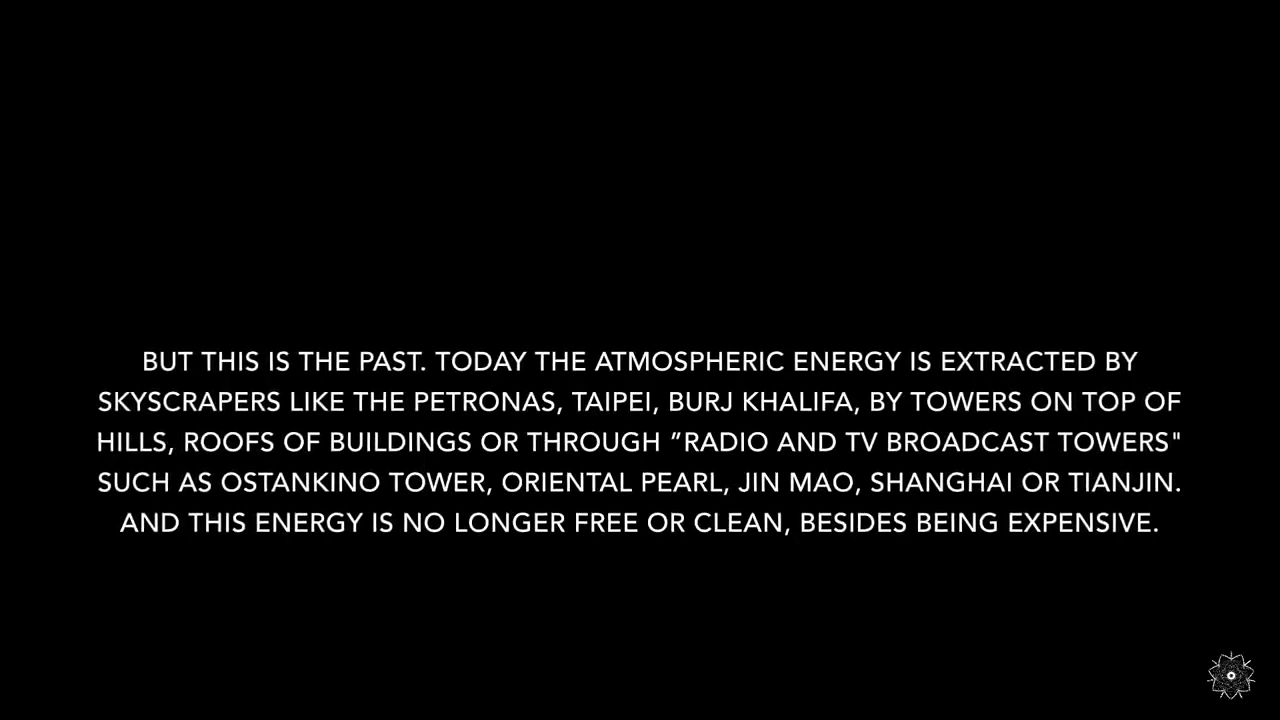 BUT THIS IS THE PAST. TODAY THE ATMOSPHERIC ENERGY IS EXTRACTED BY
SKYSCRAPERS LIKE THE PETRONAS, TAIPEI, BURJ KHALIFA, BY TOWERS ON TOP OF
HILLS, ROOFS OF BUILDINGS OR THROUGH “RADIO AND TV BROADCAST TOWERS"
SUCH AS OSTANKINO TOWER, ORIENTAL PEARL, JIN MAO, SHANGHAI OR TIANJIN.
AND THIS ENERGY IS NO LONGER FREE OR CLEAN, BESIDES BEING EXPENSIVE.